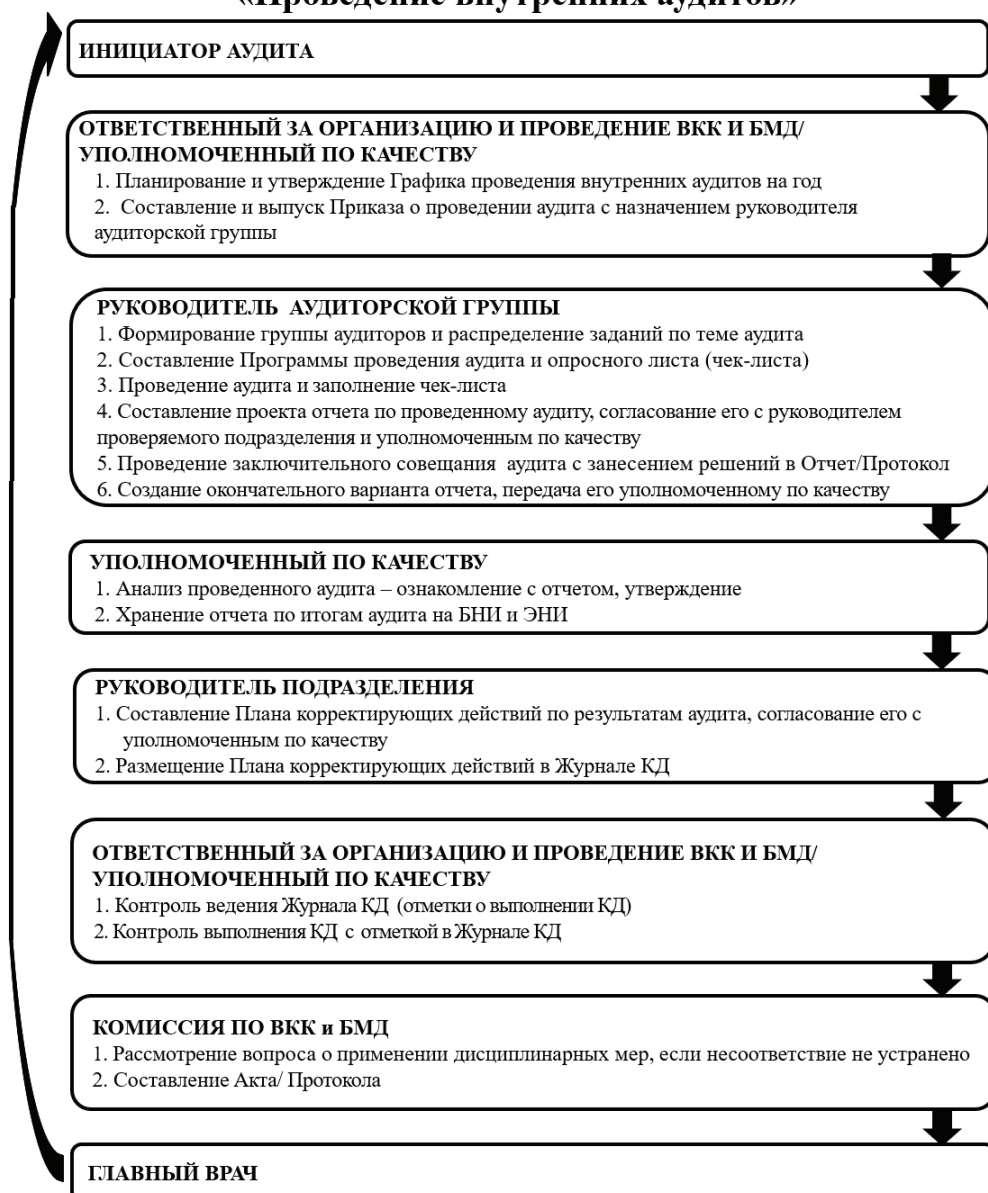 «Проведение внутренних аудитов»
ИНИЦИАТОР АУДИТА
ОТВЕТСТВЕННЫЙ ЗА ОРГАНИЗАЦИЮ И ПРОВЕДЕНИЕ ВКК И БМД/
УПОЛНОМОЧЕННЫЙ ПО КАЧЕСТВУ
1. Планирование и утверждение Графика проведения внутренних аудитов на год
2. Составление и выпуск Приказа о проведении аудита с назначением руководителя
аудиторской группы
РУКОВОДИТЕЛЬ АУДИТОРСКОЙ ГРУППЫ
1. Формирование группы аудиторов и распределение заданий по теме аудита
2. Составление Программы проведения аудита и опросного листа (чек-листа)
3. Проведение аудита и заполнение чек-листа
4. Составление проекта отчета по проведенному аудиту, согласование его с руководителем
проверяемого подразделения и уполномоченным по качеству
5. Проведение заключительного совещания аудита с занесением решений в Отчет/Протокол
6. Создание окончательного варианта отчета, передача его уполномоченному по качеству
УПОЛНОМОЧЕННЫЙ ПО КАЧЕСТВУ
1. Анализ проведенного аудита – ознакомление с отчетом, утверждение
2. Хранение отчета по итогам аудита на БНИ и ЭНИ
РУКОВОДИТЕЛЬ ПОДРАЗДЕЛЕНИЯ
1. Составление Плана корректирующих действий по результатам аудита, согласование его с
уполномоченным по качеству
2. Размещение Плана корректирующих действий в Журнале КД
ОТВЕТСТВЕННЫЙ ЗА ОРГАНИЗАЦИЮ И ПРОВЕДЕНИЕ ВКК И БМД/
УПОЛНОМОЧЕННЫЙ ПО КАЧЕСТВУ
1. Контроль ведения Журнала КД (отметки о выполнении КД)
2. Контроль выполнения КД с отметкой в Журнале КД
КОМИССИЯ ПО ВКК и БМД
1. Рассмотрение вопроса о применении дисциплинарных мер, если несоответствие не устранено
2. Составление Акта/ Протокола
ГЛАВНЫЙ ВРАЧ